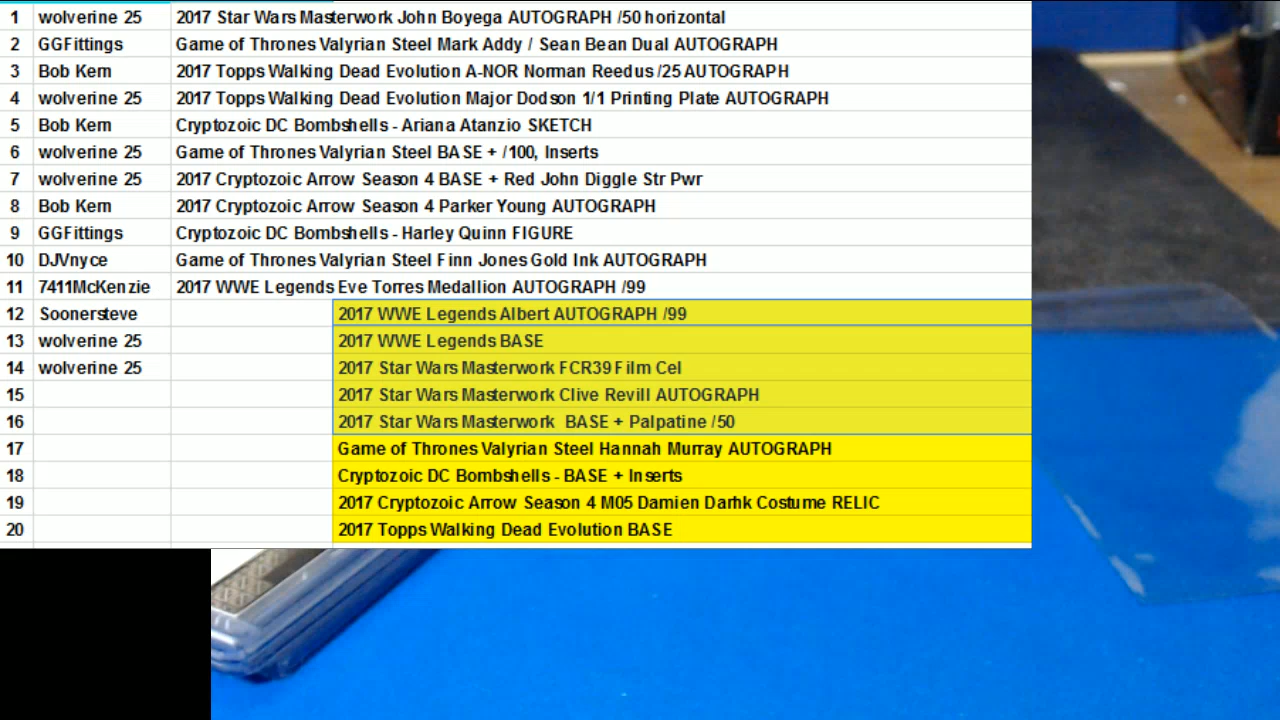 1 wolverine 25 2017 Star Wars Masterwork John Boyega AUTOGRAPH /50 horizontal
2 GGFittings Game of Thrones Valyrian Steel Mark Addy / Sean Bean Dual AUTOGRAPH
3 Bob Kern 2017 Topps Walking Dead Evolution A-NOR Norman Reedus /25 AUTOGRAPH
4 wolverine 25 2017 Topps Walking Dead Evolution Major Dodson 1/1 Printing Plate AUTOGRAPH
5 Bob Kern Cryptozoic DC Bombshells - Ariana Atanzio SKETCH
6 wolverine 25 Game of Thrones Valyrian Steel BASE + /100, Inserts
7 wolverine 25 2017 Cryptozoic Arrow Season 4 BASE + Red John Diggle Str Pwr
8 Bob Kern 2017 Cryptozoic Arrow Season 4 Parker Young AUTOGRAPH
9 GGFittings Cryptozoic DC Bombshells - Harley Quinn FIGURE
10 DJVnyce Game of Thrones Valyrian Steel Finn Jones Gold Ink AUTOGRAPH
11 7411McKenzie 2017 WWE Legends Eve Torres Medallion AUTOGRAPH /99
12 Soonersteve 2017 WWE Legends Albert AUTOGRAPH /99
13 wolverine 25 2017 WWE Legends BASE
14 wolverine 25 2017 Star Wars Masterwork FCR39 Film Cel
15 2017 Star Wars Masterwork Clive Revill AUTOGRAPH
16 2017 Star Wars Masterwork BASE + Palpatine /50
17 Game of Thrones Valyrian Steel Hannah Murray AUTOGRAPH
18 Cryptozoic DC Bombshells - BASE + Inserts
19 2017 Cryptozoic Arrow Season 4 M05 Damien Darhk Costume RELIC
20 2017 Topps Walking Dead Evolution BASE